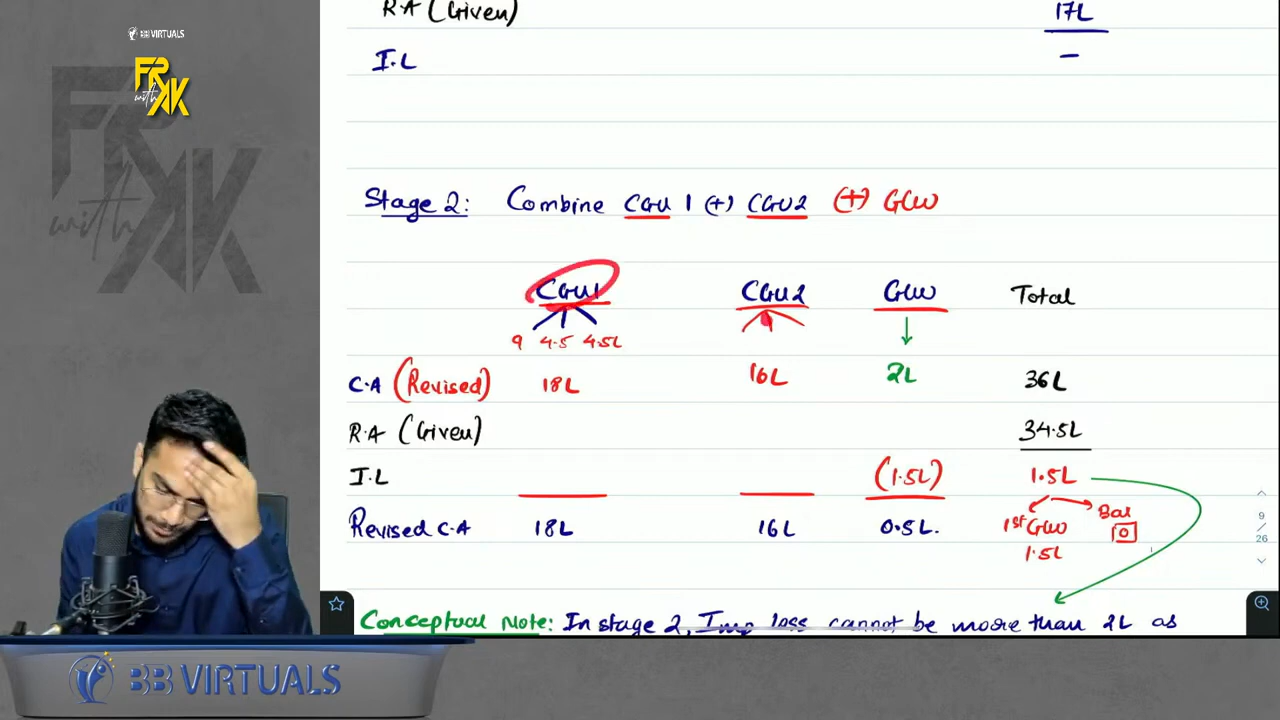 R.A (Given) 17L
BB VIRTUALS
FR
with
KK
I.L –
Stage 2: Combine CGU 1 (+) CGU2 (+) GW
CGU1 CGU2 GW Total
9 4.5 4.5L
C.A (Revised) 18L 16L 2L 36L
R.A (Given) 34.5L
I.L (1.5L) 1.5L
1st GW Bal
Revised C.A 18L 16L 0.5L. 0
1.5L
9
26
Conceptual Note: In stage 2, Imp loss cannot be more than 2L as
BB VIRTUALS